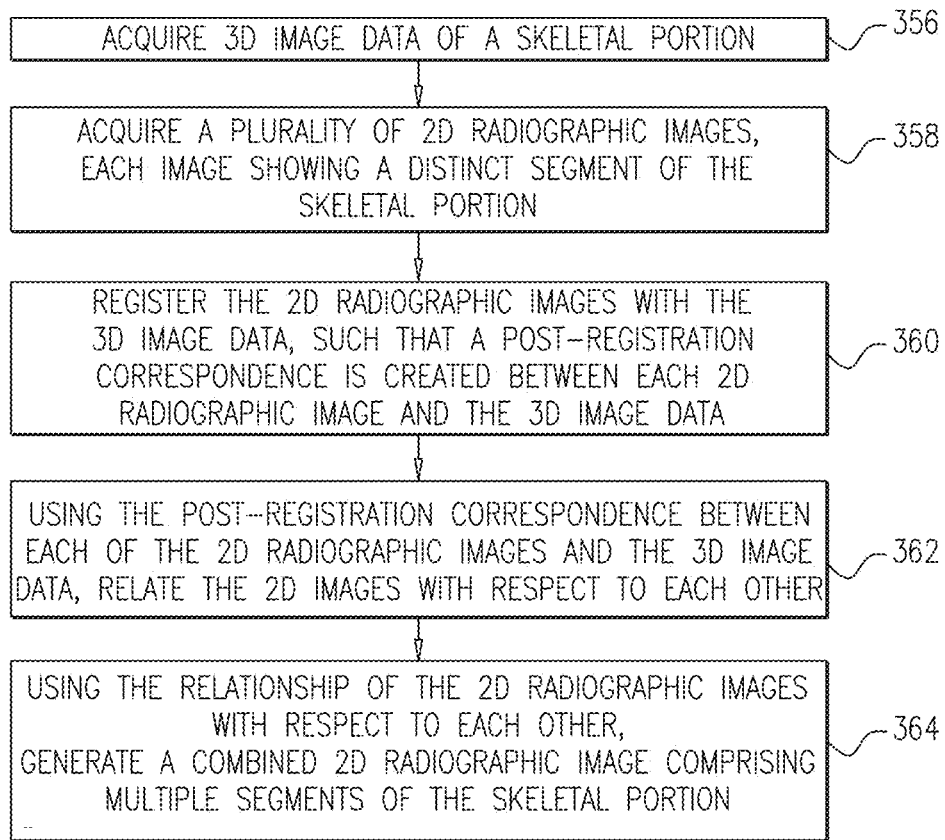 ACQUIRE 3D IMAGE DATA OF A SKELETAL PORTION
356
ACQUIRE A PLURALITY OF 2D RADIOGRAPHIC IMAGES,
EACH IMAGE SHOWING A DISTINCT SEGMENT OF THE
SKELETAL PORTION
358
REGISTER THE 2D RADIOGRAPHIC IMAGES WITH THE
3D IMAGE DATA, SUCH THAT A POST-REGISTRATION
CORRESPONDENCE IS CREATED BETWEEN EACH 2D
RADIOGRAPHIC IMAGE AND THE 3D IMAGE DATA
360
USING THE POST-REGISTRATION CORRESPONDENCE BETWEEN
EACH OF THE 2D RADIOGRAPHIC IMAGES AND THE 3D IMAGE
DATA, RELATE THE 2D IMAGES WITH RESPECT TO EACH OTHER
362
USING THE RELATIONSHIP OF THE 2D RADIOGRAPHIC IMAGES
WITH RESPECT TO EACH OTHER,
GENERATE A COMBINED 2D RADIOGRAPHIC IMAGE COMPRISING
MULTIPLE SEGMENTS OF THE SKELETAL PORTION
364